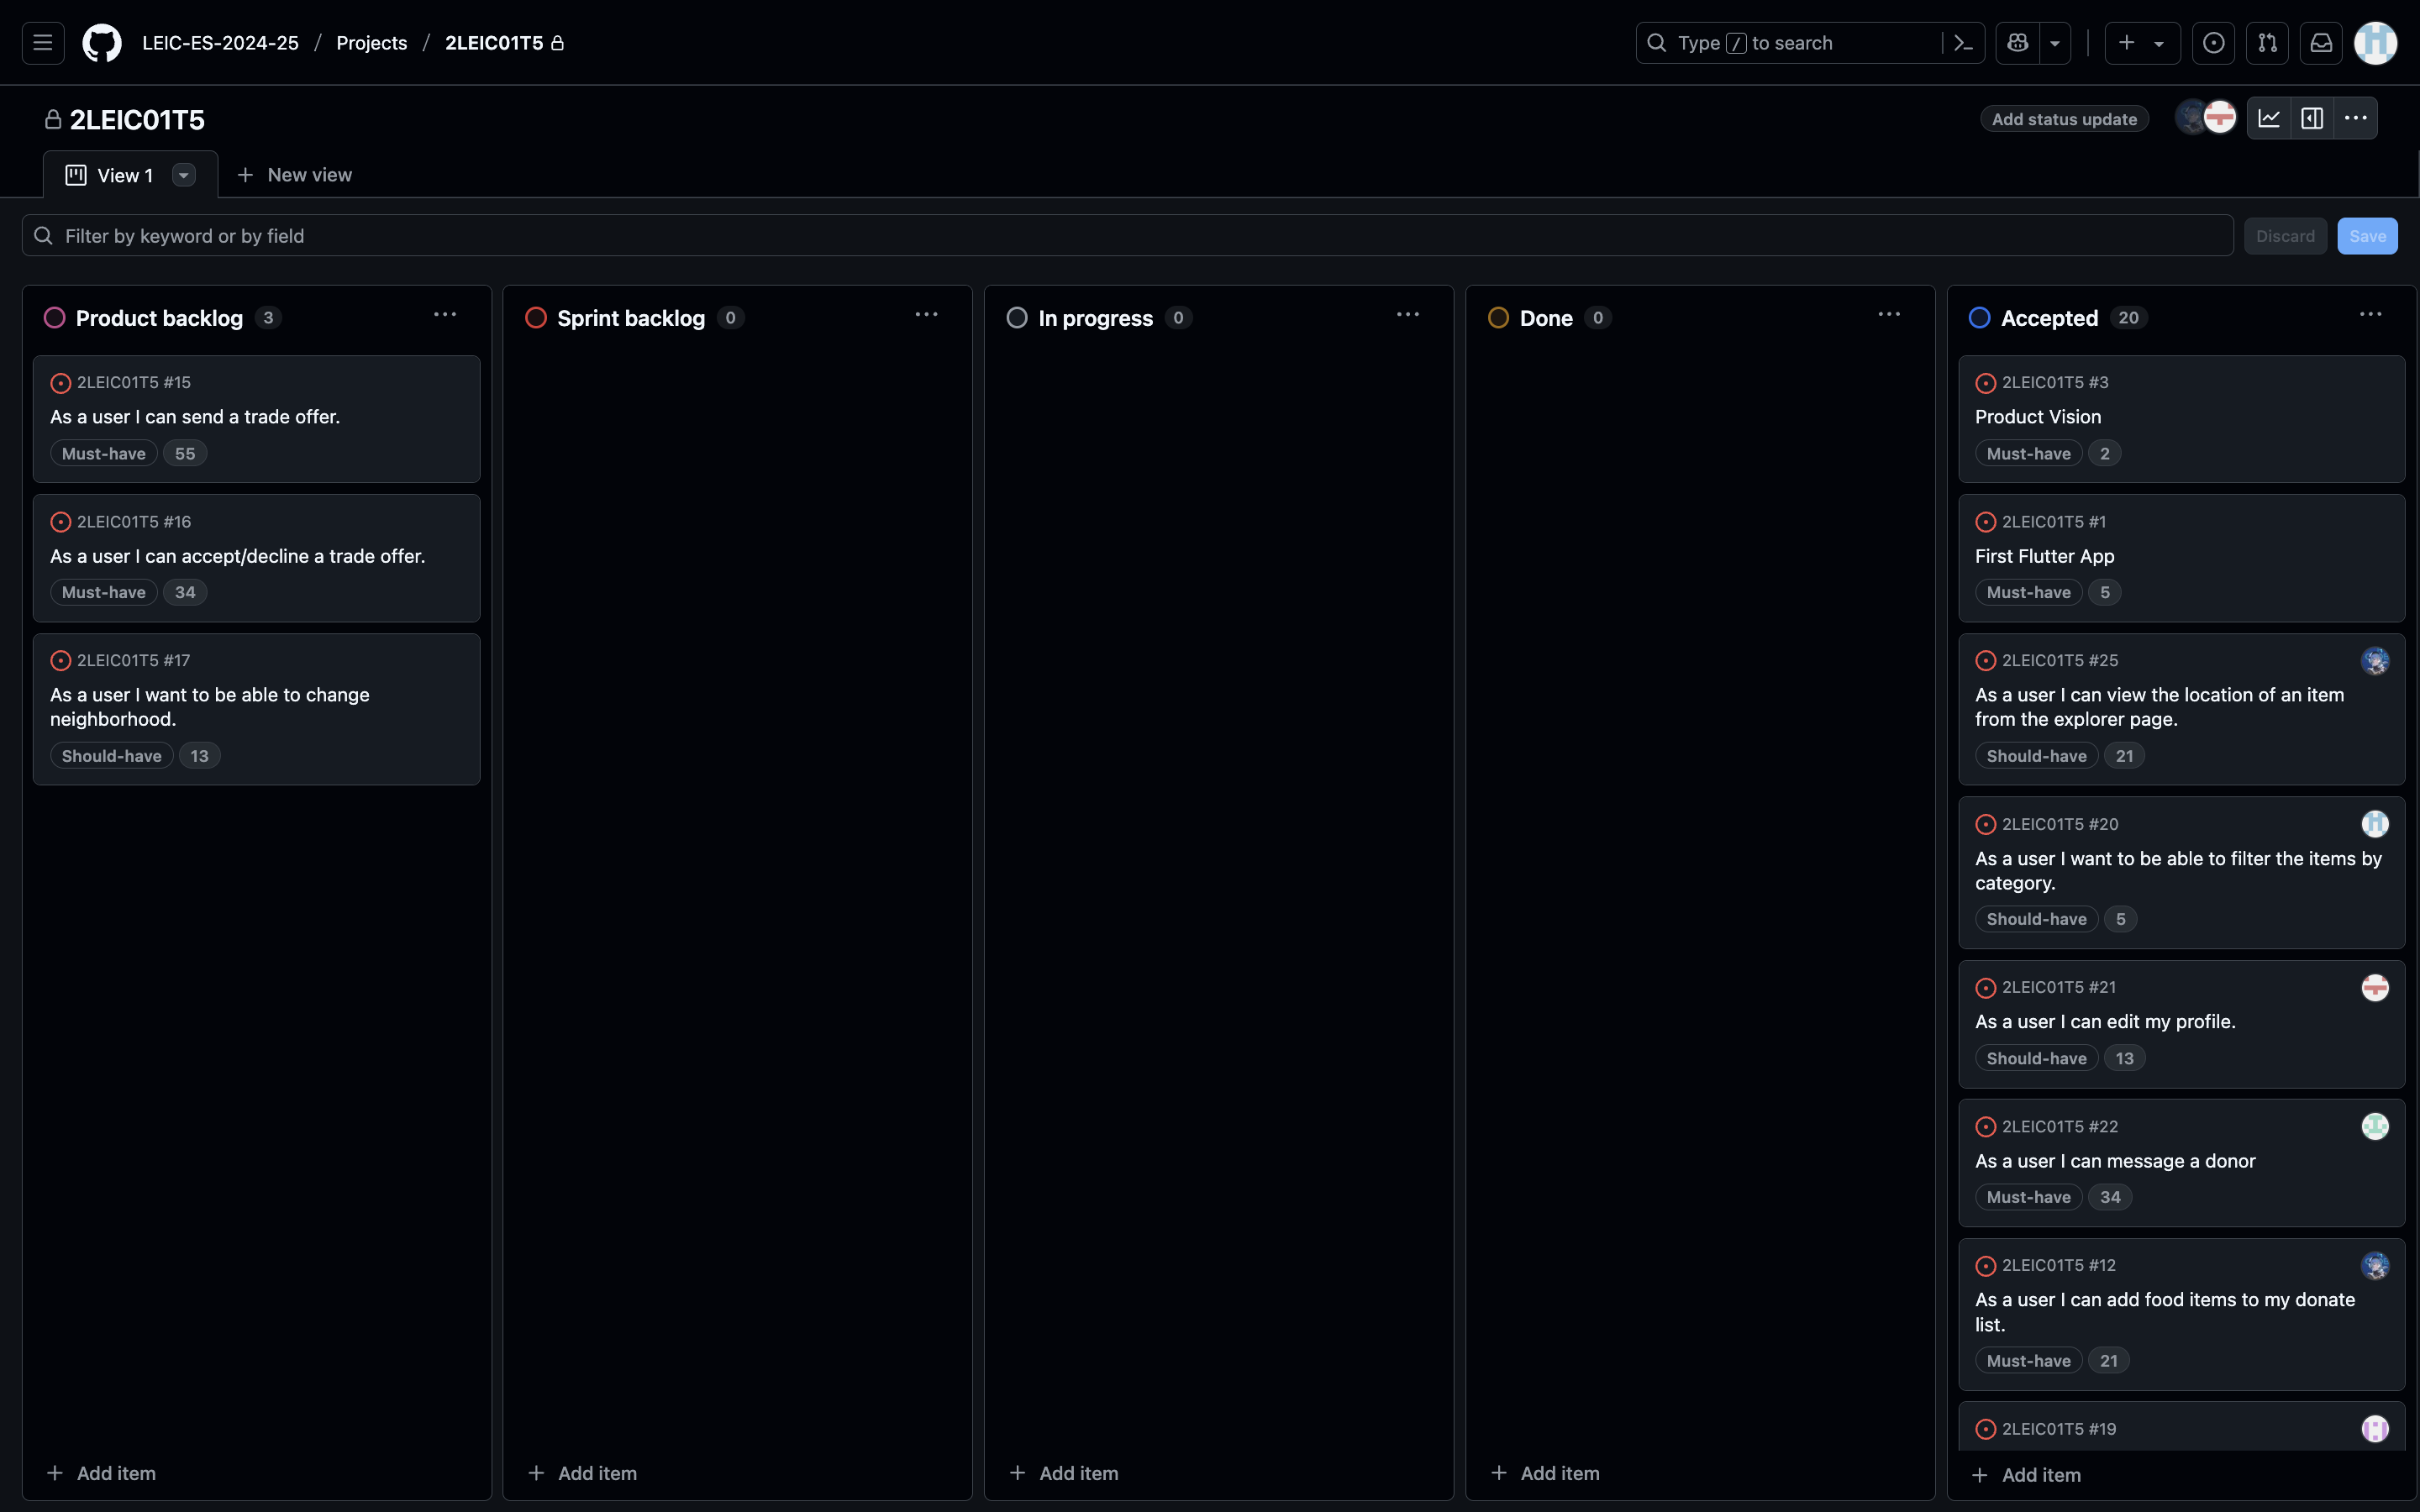 LEIC-ES-2024-25 / Projects / 2LEIC01T5
Type / to search
2LEIC01T5
Add status update
View 1
New view
Filter by keyword or by field
Discard
Save
Product backlog 3
2LEIC01T5 #15
As a user I can send a trade offer.
Must-have 55
2LEIC01T5 #16
As a user I can accept/decline a trade offer.
Must-have 34
2LEIC01T5 #17
As a user I want to be able to change
neighborhood.
Should-have 13
+ Add item
Sprint backlog 0
+ Add item
In progress 0
+ Add item
Done 0
+ Add item
Accepted 20
2LEIC01T5 #3
Product Vision
Must-have 2
2LEIC01T5 #1
First Flutter App
Must-have 5
2LEIC01T5 #25
As a user I can view the location of an item
from the explorer page.
Should-have 21
2LEIC01T5 #20
As a user I want to be able to filter the items by
category.
Should-have 5
2LEIC01T5 #21
As a user I can edit my profile.
Should-have 13
2LEIC01T5 #22
As a user I can message a donor
Must-have 34
2LEIC01T5 #12
As a user I can add food items to my donate
list.
Must-have 21
2LEIC01T5 #19
+ Add item